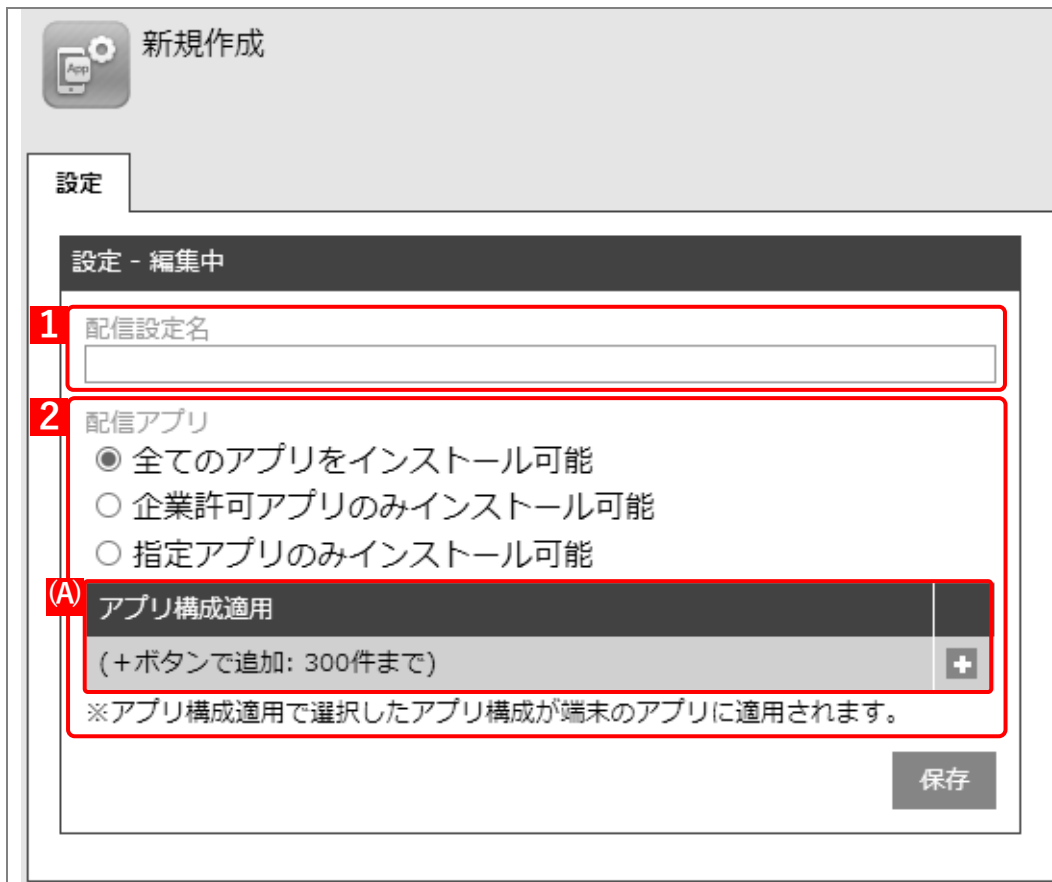 App
新規作成
設定
設定 - 編集中
1
配信設定名
2
配信アプリ
全てのアプリをインストール可能
企業許可アプリのみインストール可能
指定アプリのみインストール可能
(A)
アプリ構成適用
(+ボタンで追加: 300件まで)
※アプリ構成適用で選択したアプリ構成が端末のアプリに適用されます。
保存